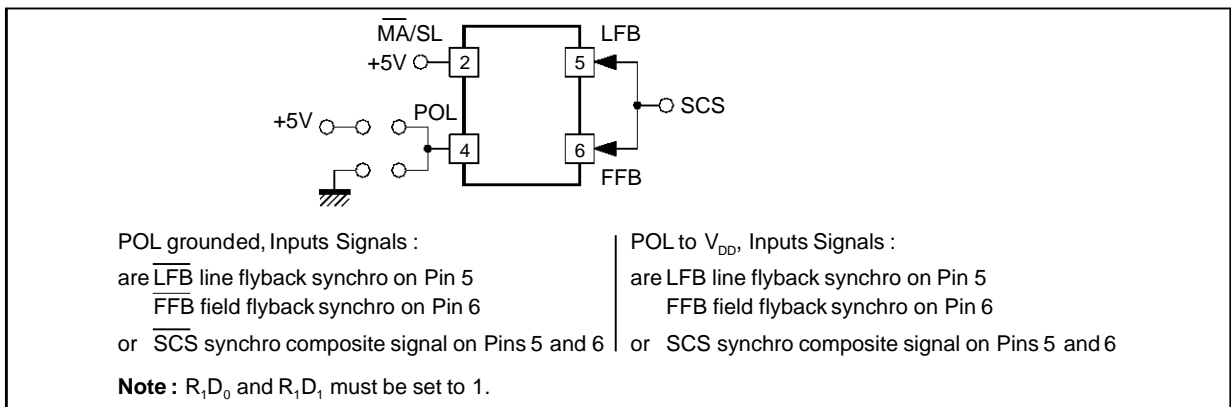 M̅A̅/SL LFB
+5V 2 5
SCS
+5V POL
4 6
FFB
POL grounded, Inputs Signals :
are L̅F̅B̅ line flyback synchro on Pin 5
F̅F̅B̅ field flyback synchro on Pin 6
or S̅C̅S̅ synchro composite signal on Pins 5 and 6
POL to V_DD, Inputs Signals :
are LFB line flyback synchro on Pin 5
FFB field flyback synchro on Pin 6
or SCS synchro composite signal on Pins 5 and 6
Note : R₁D₀ and R₁D₁ must be set to 1.